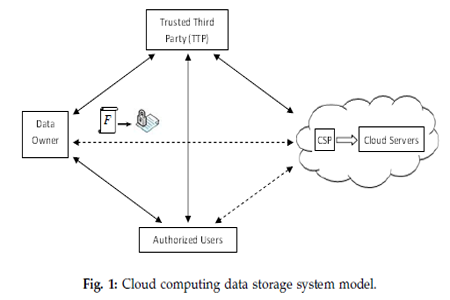 Trusted Third
Party (TTP)
F
Data
Owner
CSP
Cloud Servers
Authorized Users
Fig. 1: Cloud computing data storage system model.